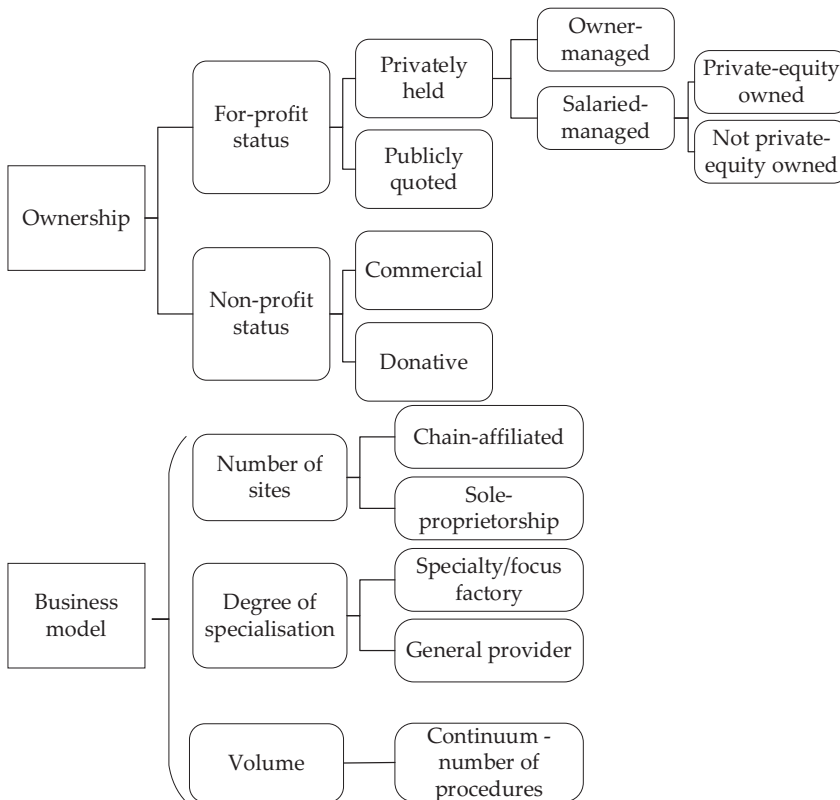 Owner-
managed
Privately
held
Private-equity
owned
For-profit
status
Salaried-
managed
Publicly
quoted
Not private-
equity owned
Ownership
Commercial
Non-profit
status
Donative
Chain-affiliated
Number of
sites
Sole-
proprietorship
Specialty/focus
factory
Business
model
Degree of
specialisation
General provider
Volume
Continuum -
number of
procedures